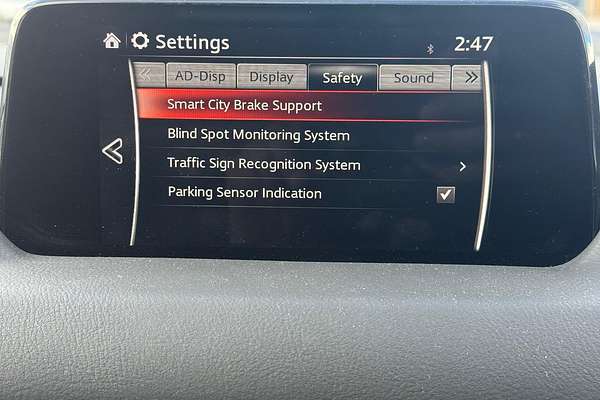 Settings 2:47
AD-Disp Display Safety Sound
Smart City Brake Support
Blind Spot Monitoring System
Traffic Sign Recognition System
Parking Sensor Indication